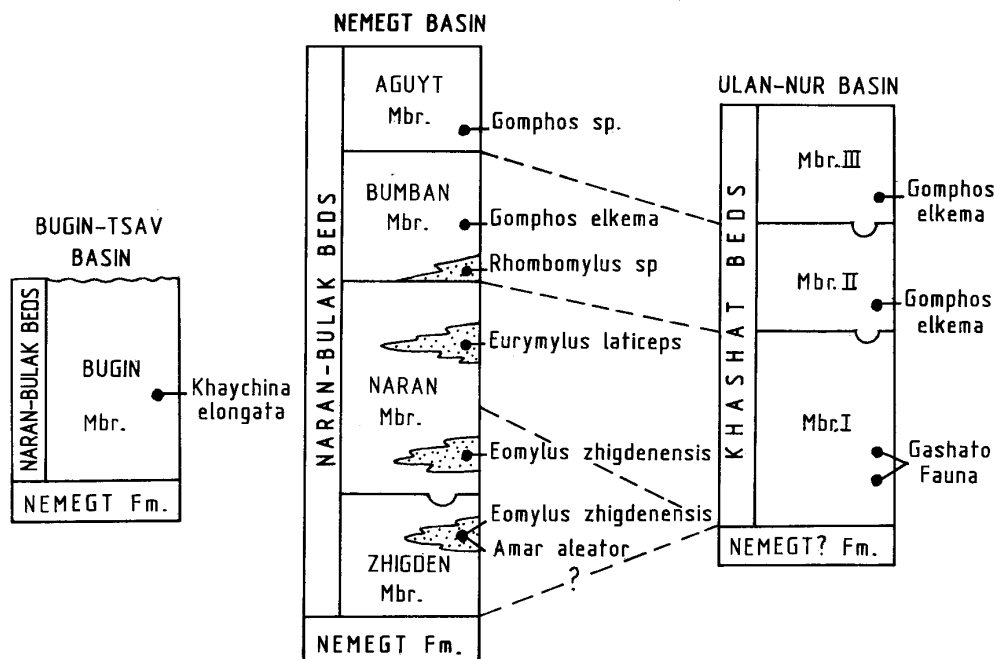 BUGIN-TSAV
BASIN
NARAN-BULAK BEDS
BUGIN
Mbr.
Khaychina
elongata
NEMEGT Fm.
NEMEGT BASIN
NARAN-BULAK BEDS
AGUYT
Mbr.
Gomphos sp.
BUMBAN
Mbr.
Gomphos elkema
Rhombomylus sp
Eurymylus laticeps
NARAN
Mbr.
Eomylus zhigdenensis
Eomylus zhigdenensis
Amar aleator
ZHIGDEN
Mbr.
?
NEMEGT Fm.
ULAN-NUR BASIN
KHASHAT BEDS
Mbr. III
Gomphos
elkema
Mbr. II
Gomphos
elkema
Mbr. I
Gashato
Fauna
NEMEGT? Fm.